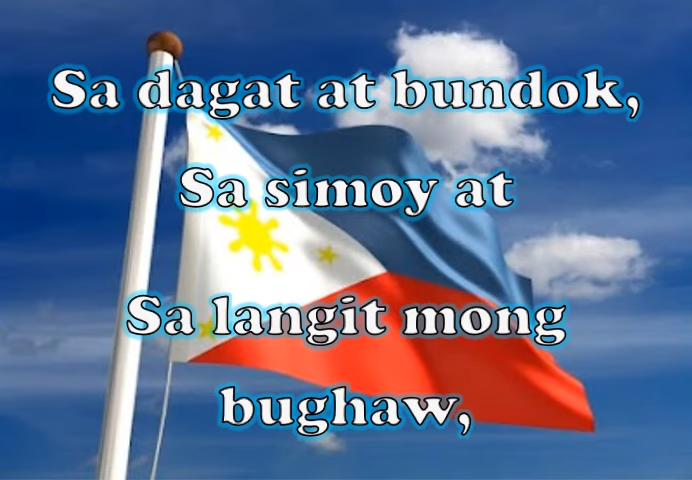 Sa dagat at bundok,
Sa simoy at
Sa langit mong
bughaw,